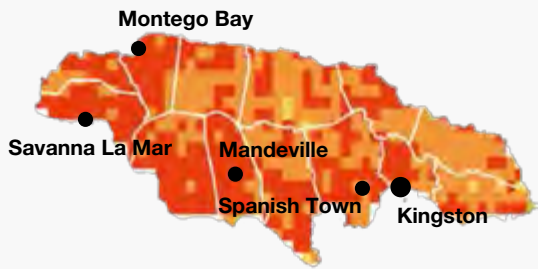 Montego Bay
Savanna La Mar
Mandeville
Spanish Town
Kingston